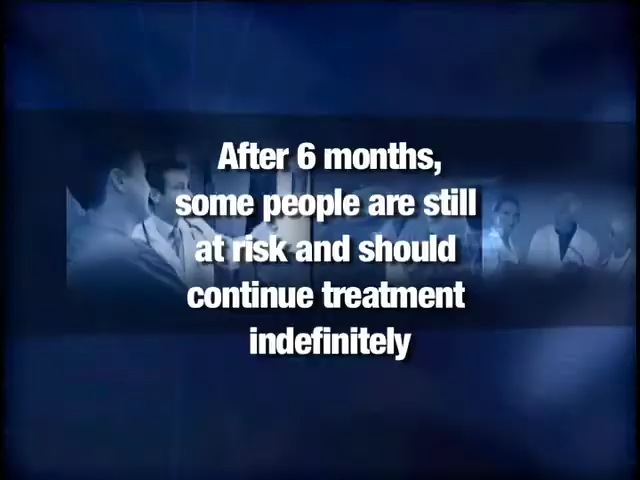 After 6 months,
some people are still
at risk and should
continue treatment
indefinitely